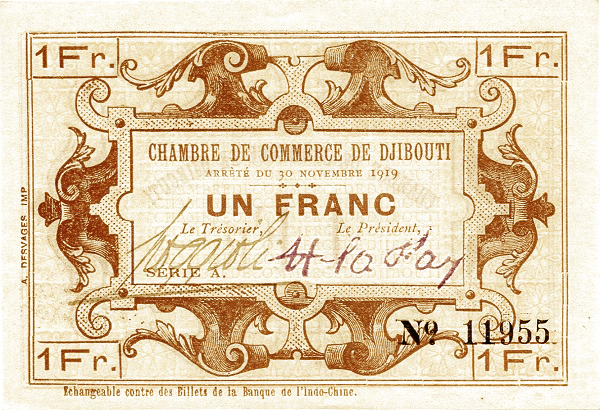 1 Fr. 1 Fr.
CHAMBRE DE COMMERCE DE DJIBOUTI
ARRÊTÉ DU 30 NOVEMBRE 1919
UN FRANC
Le Trésorier, Le Président,
SÉRIE A.
A. DESVAGES IMP
Nº 11955
1 Fr. 1 Fr.
Echangeable contre des Billets de la Banque de l'Indo-Chine.